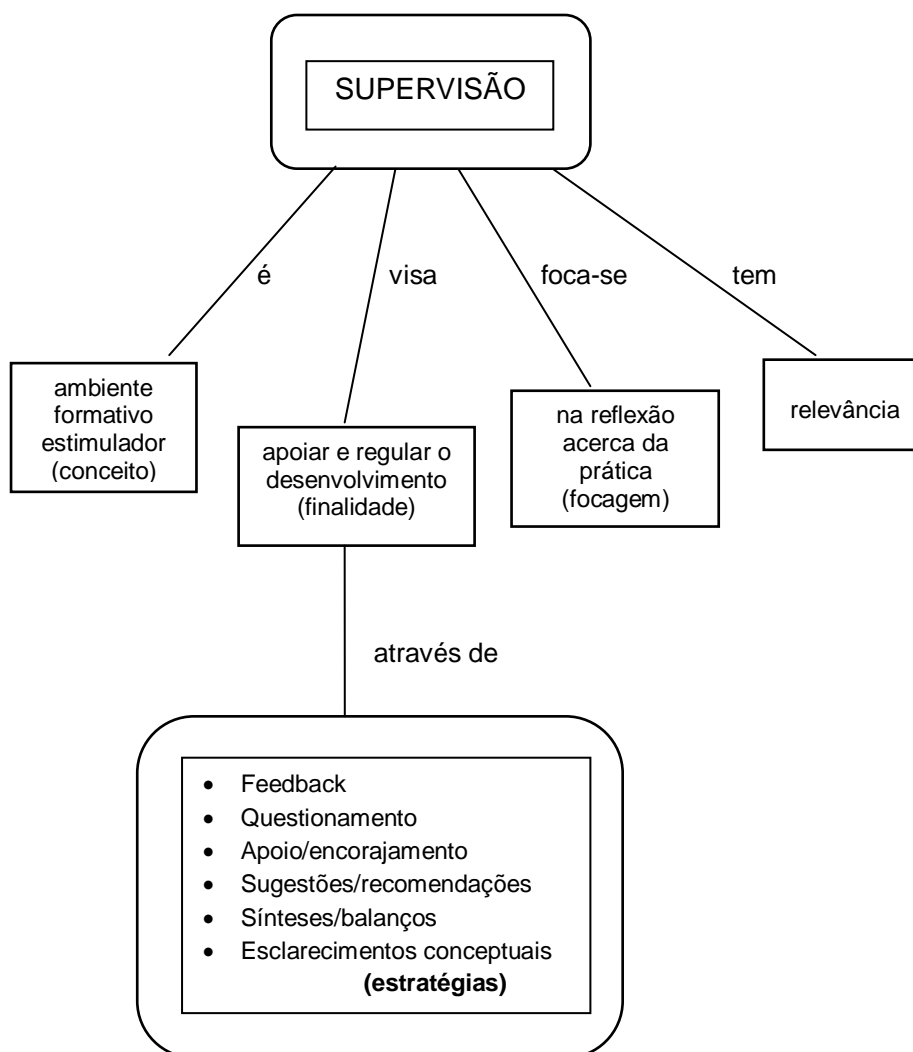 SUPERVISÃO
é
visa
foca-se
tem
ambiente
formativo
estimulador
(conceito)
apoiar e regular o
desenvolvimento
(finalidade)
na reflexão
acerca da
prática
(focagem)
relevância
através de
• Feedback
• Questionamento
• Apoio/encorajamento
• Sugestões/recomendações
• Sínteses/balanços
• Esclarecimentos conceptuais
(estratégias)